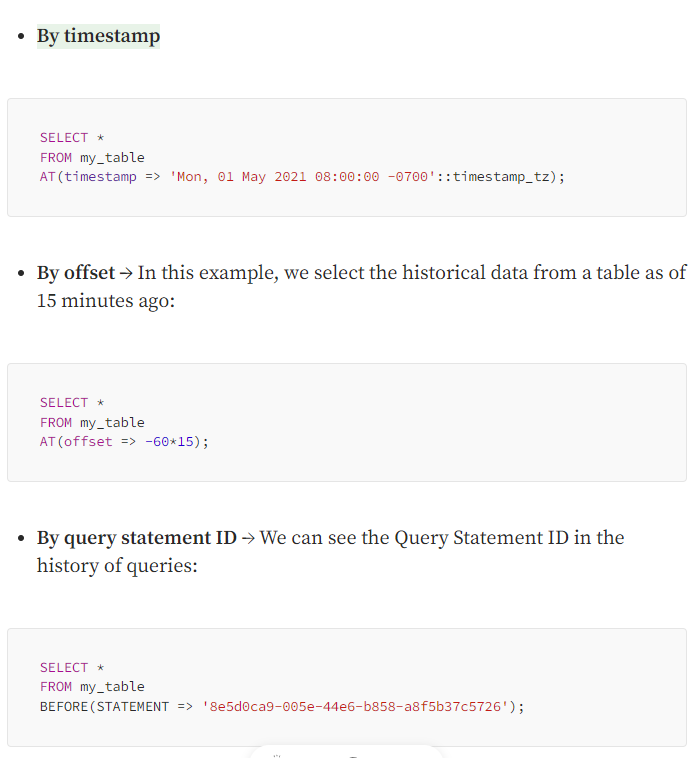 • By timestamp
SELECT *
FROM my_table
AT(timestamp => 'Mon, 01 May 2021 08:00:00 -0700'::timestamp_tz);
• By offset → In this example, we select the historical data from a table as of
15 minutes ago:
SELECT *
FROM my_table
AT(offset => -60*15);
• By query statement ID → We can see the Query Statement ID in the
history of queries:
SELECT *
FROM my_table
BEFORE(STATEMENT => '8e5d0ca9-005e-44e6-b858-a8f5b37c5726');